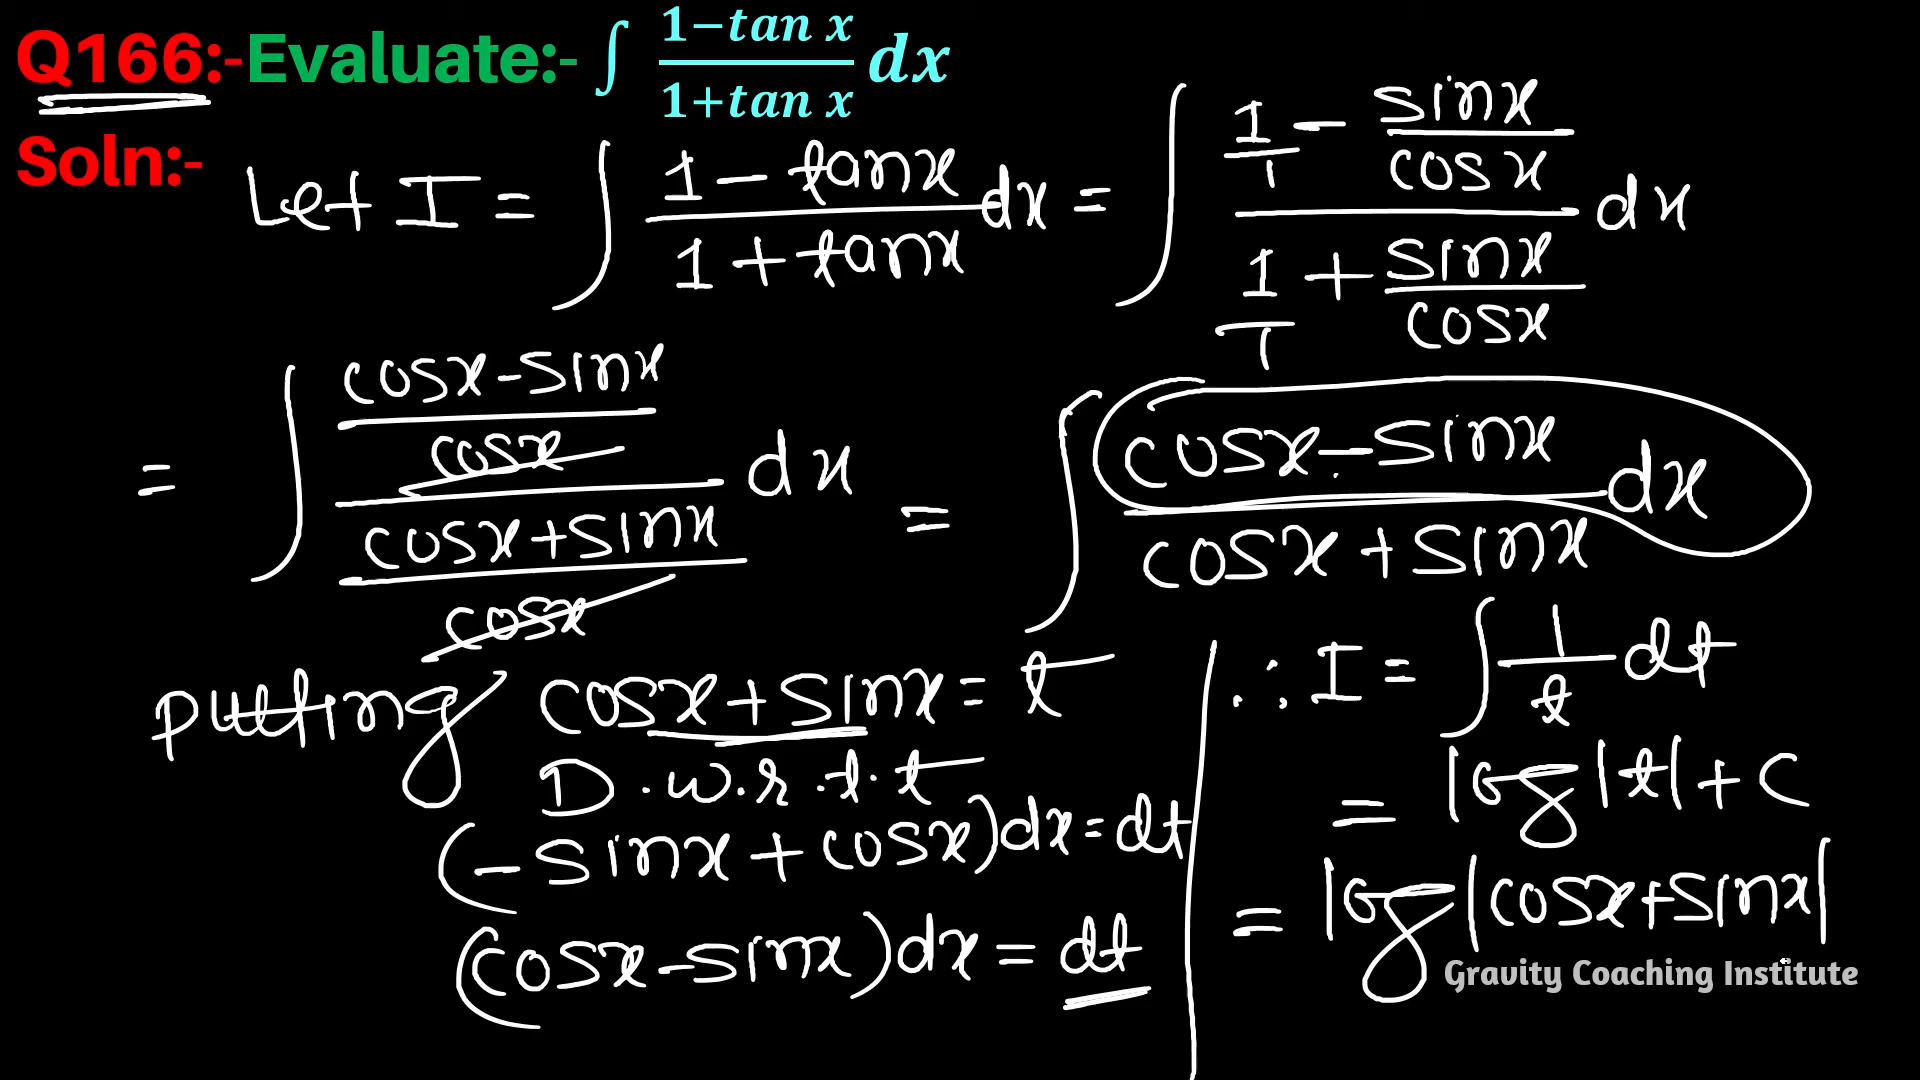 Q166:-Evaluate:- ∫ (1−tan x)/(1+tan x) dx
Soln:-
Let I = ∫ (1 − tanx)/(1 + tanx) dx = ∫ (1/1 − sinx/cosx)/(1/1 + sinx/cosx) dx
= ∫ ((cosx − sinx)/cosx)/((cosx + sinx)/cosx) dx = ∫ (cosx − sinx)/(cosx + sinx) dx
putting cosx + sinx = t
D.w.r.t. t
(− sinx + cosx)dx = dt
(cosx − sinx)dx = dt
∴ I = ∫ 1/t dt
= log|t| + C
= log|cosx + sinx|
Gravity Coaching Institute